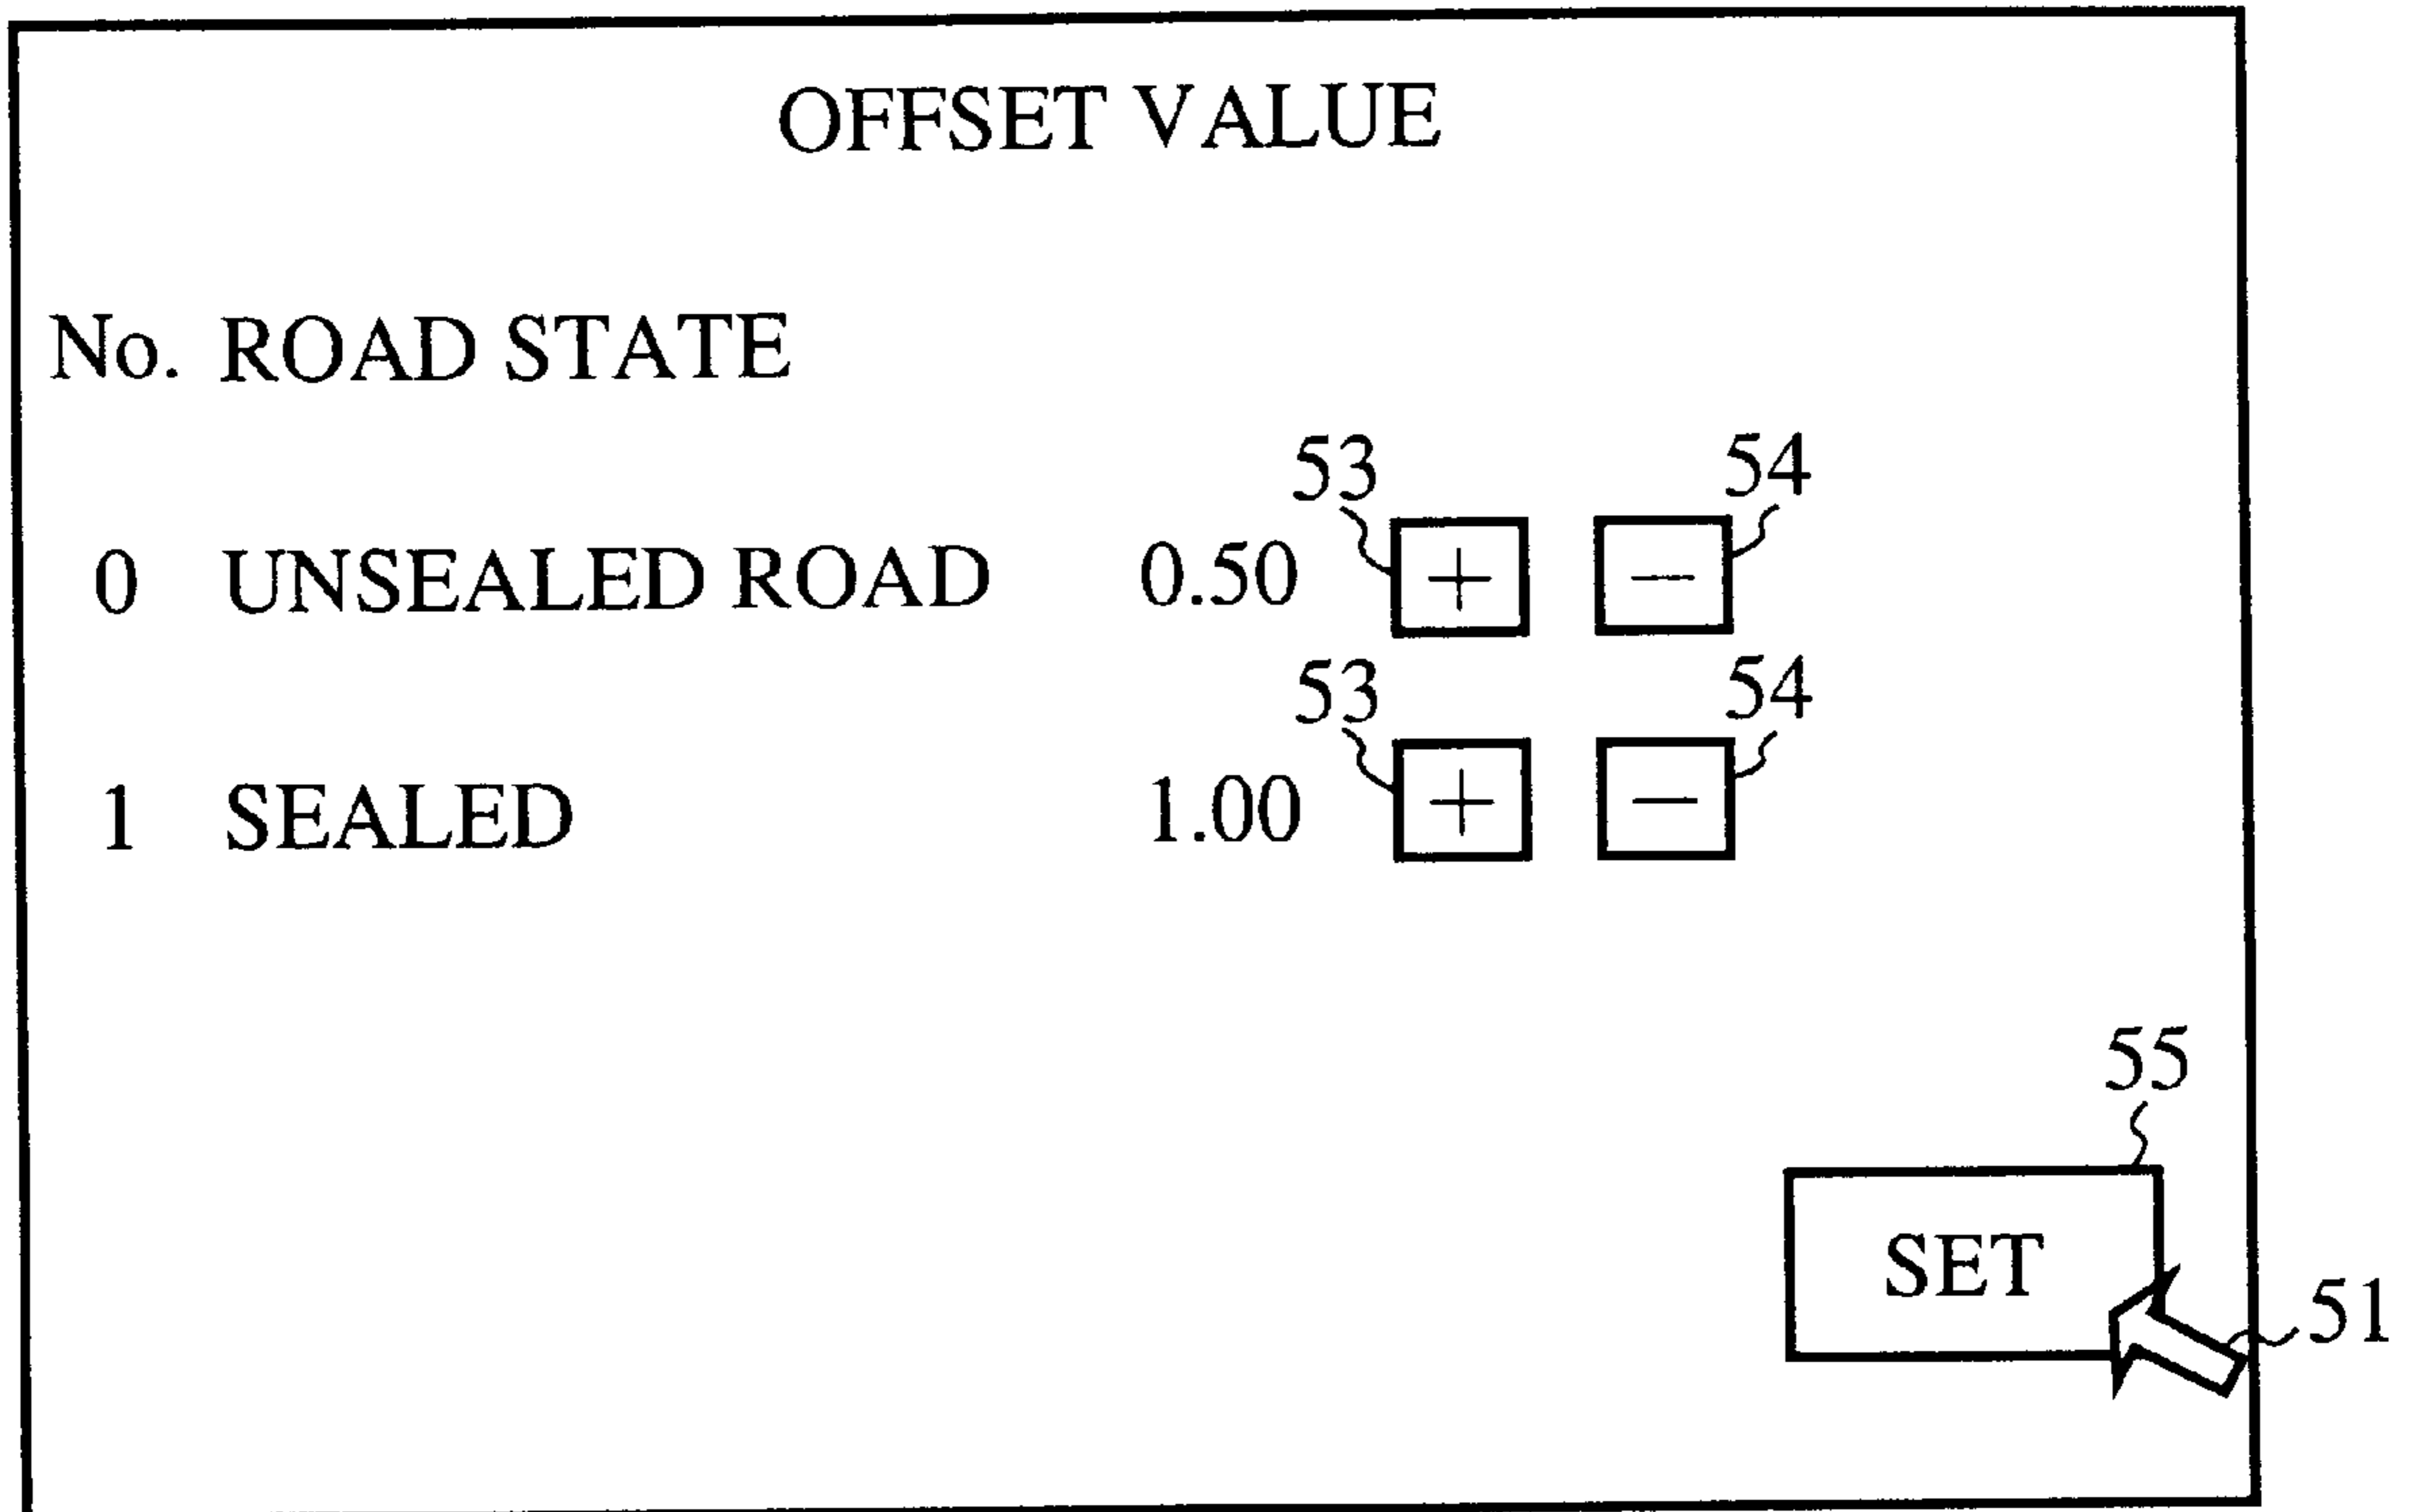 OFFSET VALUE
No. ROAD STATE
53 54
0 UNSEALED ROAD 0.50 + −
53 54
1 SEALED 1.00 + −
55
SET
51